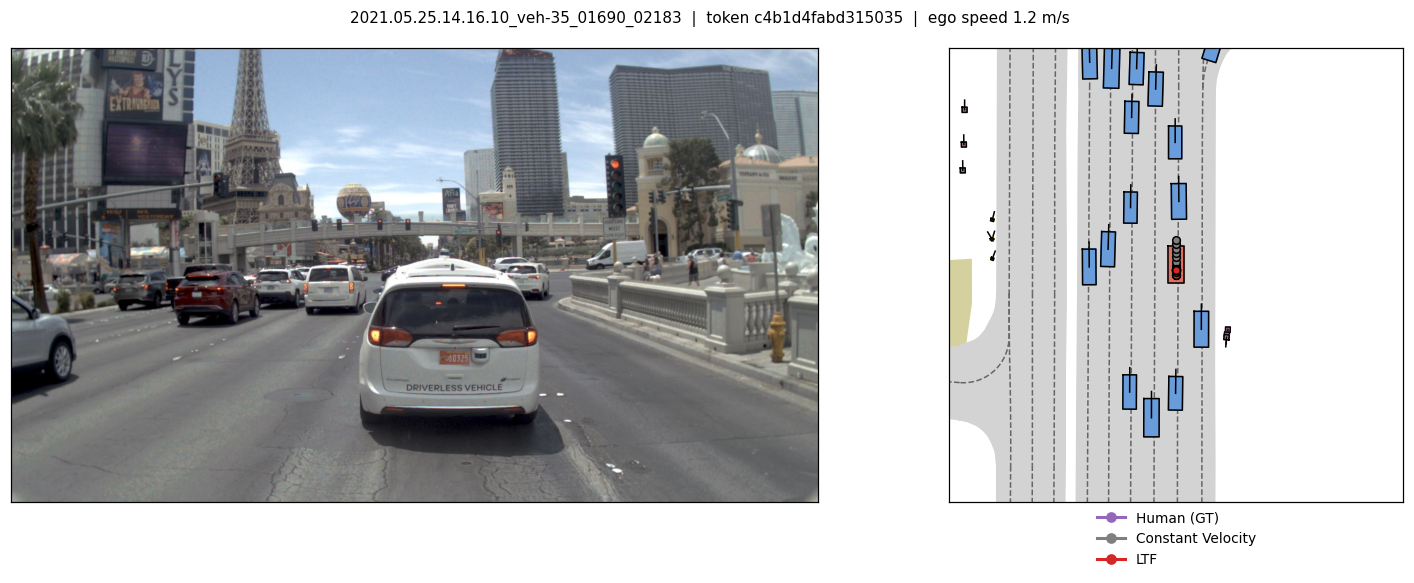 2021.05.25.14.16.10_veh-35_01690_02183 | token c4b1d4fabd315035 | ego speed 1.2 m/s
LYS
EXTRAVAGANZA
DRIVERLESS VEHICLE
Human (GT)
Constant Velocity
LTF